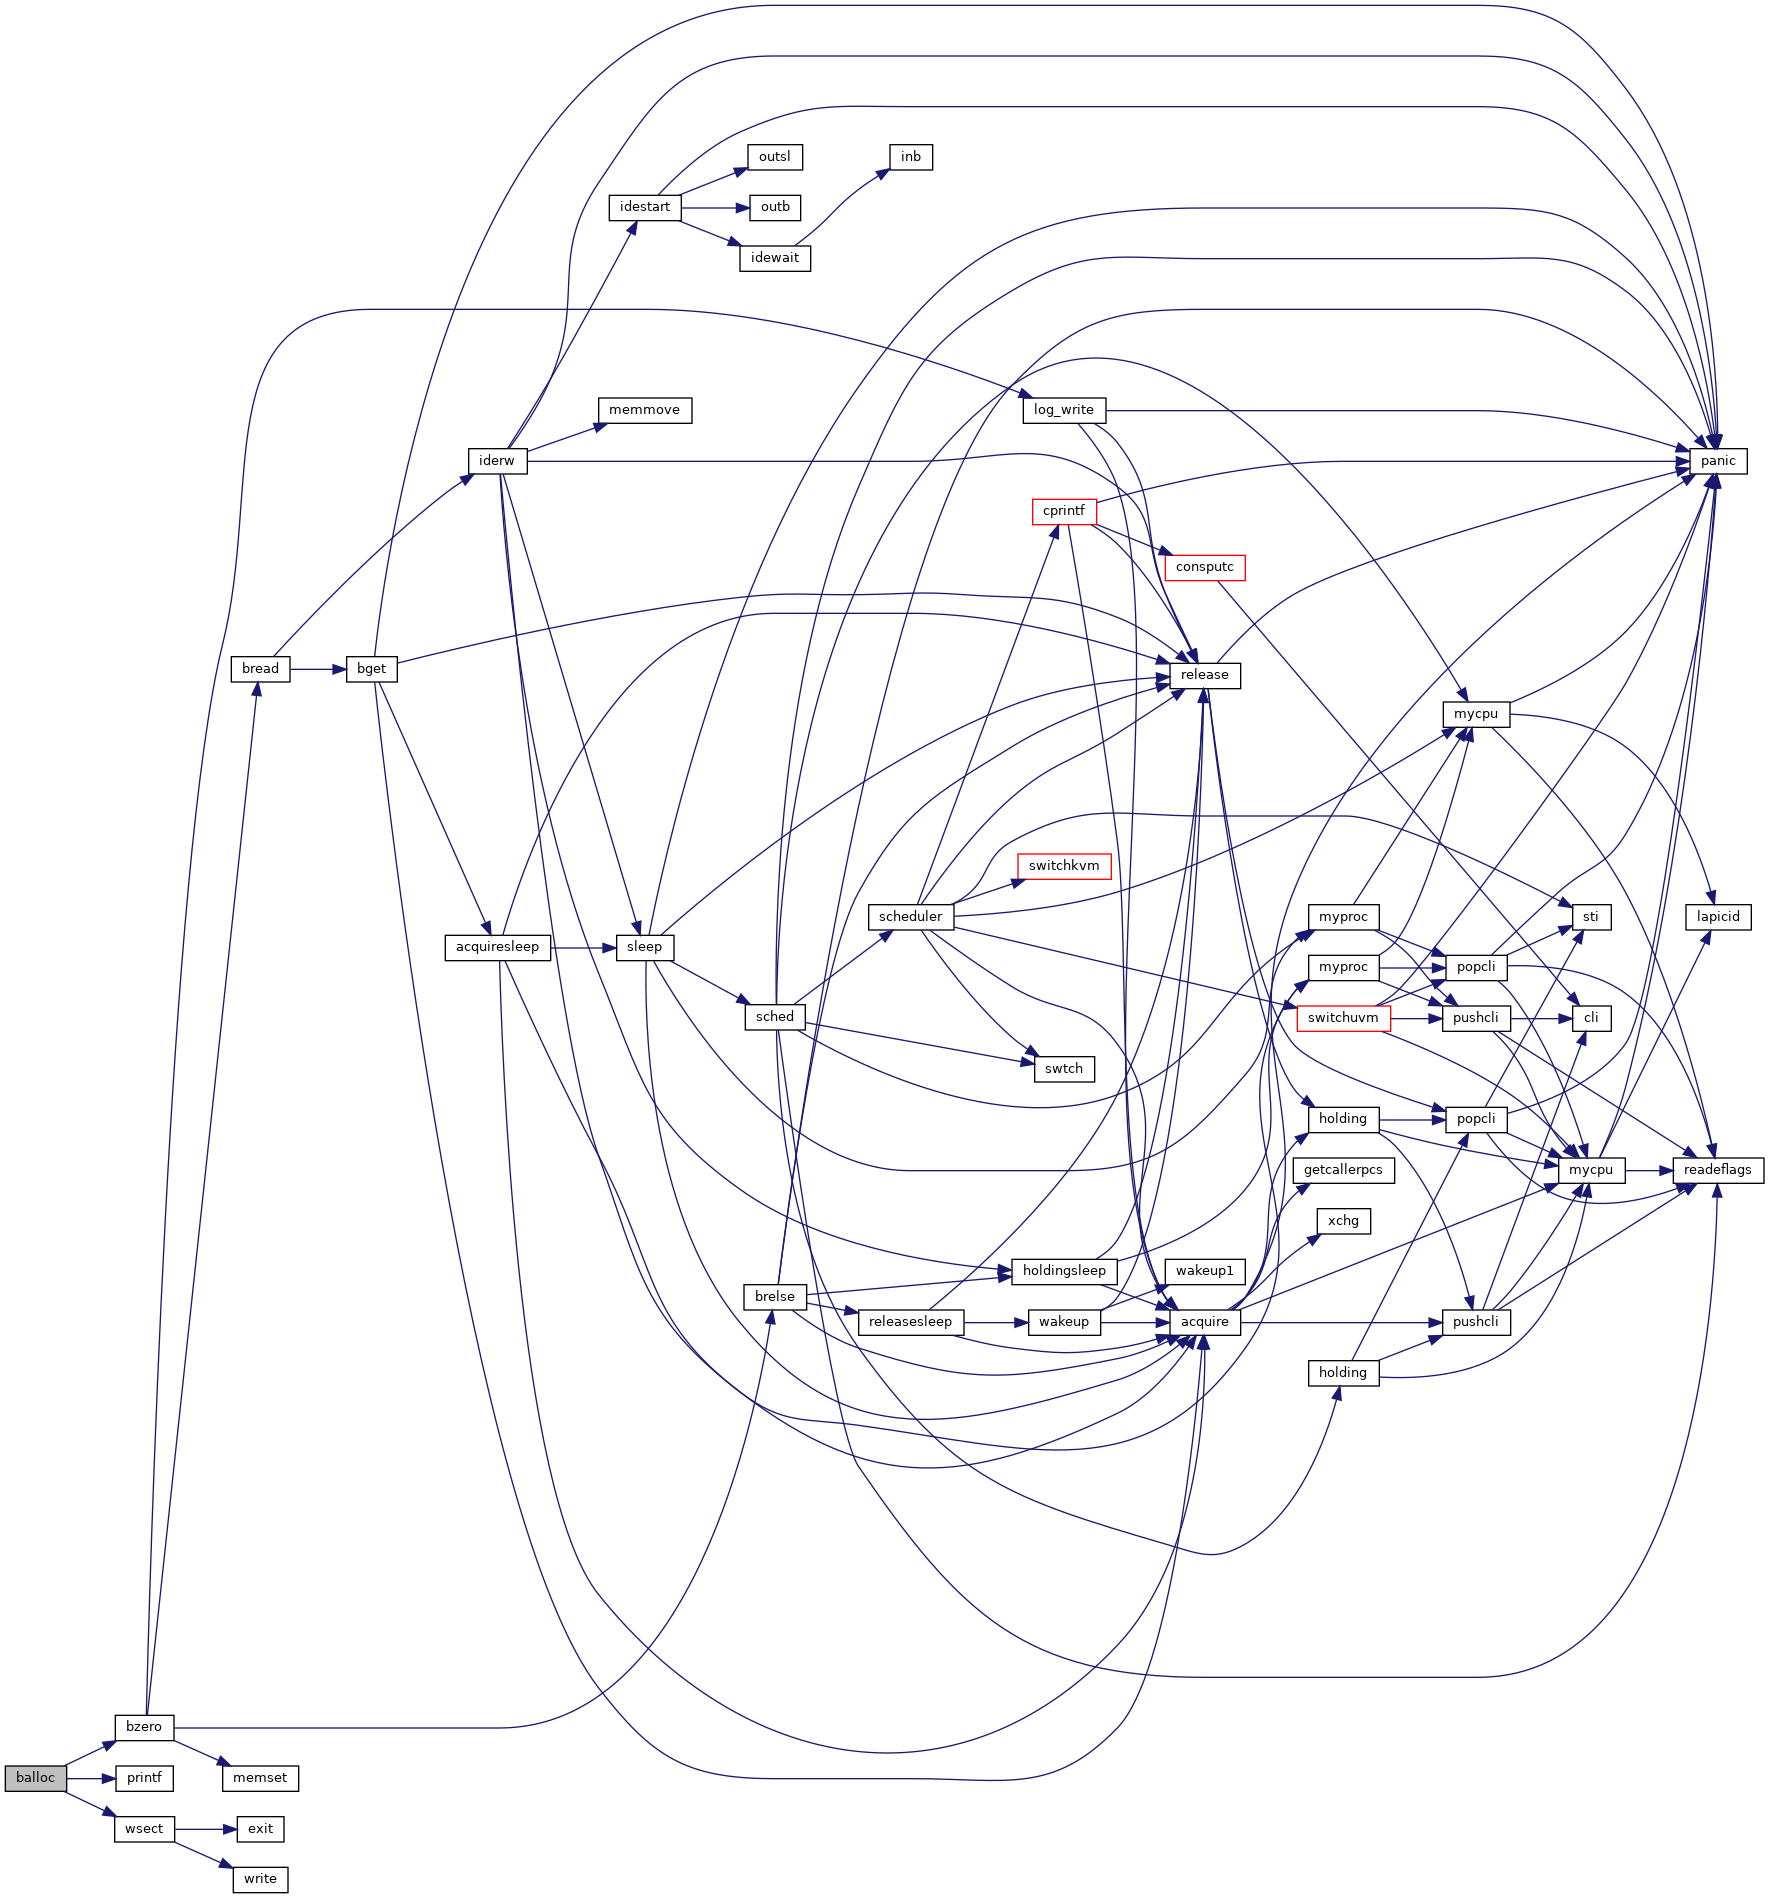 outsl
inb
idestart
outb
idewait
memmove
log_write
iderw
panic
cprintf
consputc
bread
bget
release
mycpu
switchkvm
scheduler
myproc
sti
lapicid
acquiresleep
sleep
myproc
popcli
sched
switchuvm
pushcli
cli
swtch
holding
popcli
getcallerpcs
mycpu
readeflags
xchg
holdingsleep
wakeup1
brelse
releasesleep
wakeup
acquire
pushcli
holding
bzero
balloc
printf
memset
wsect
exit
write